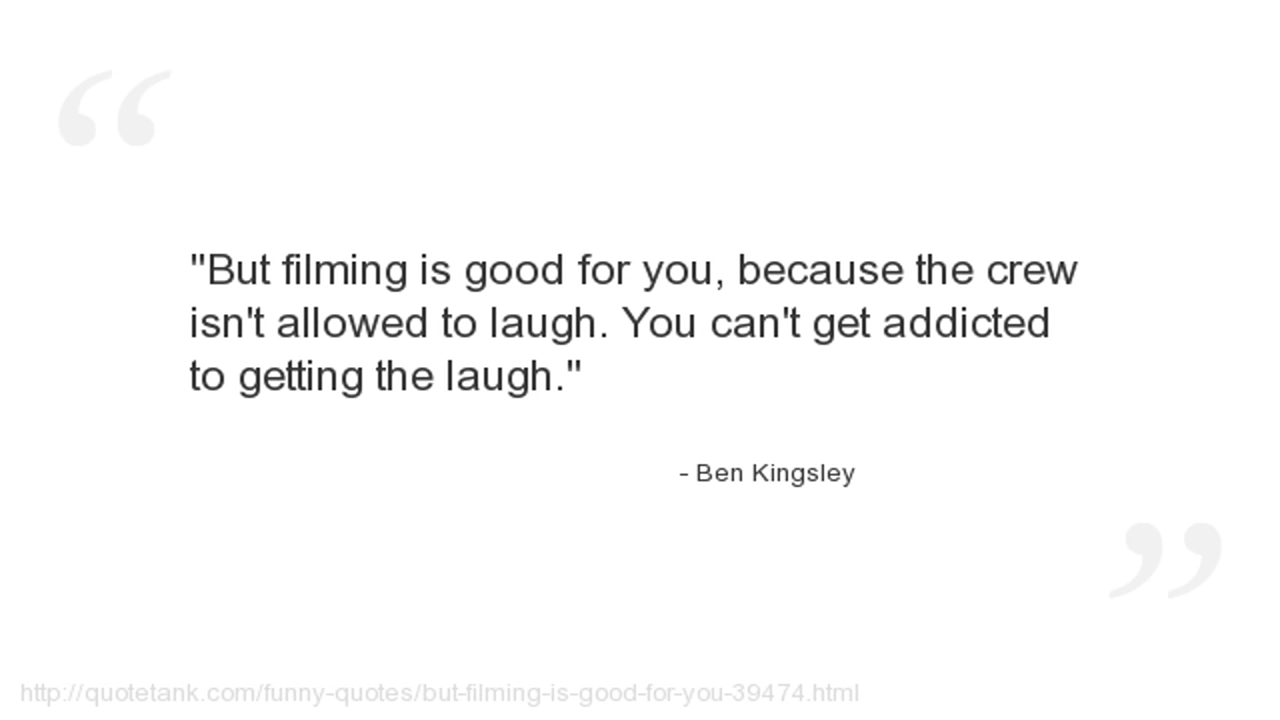 "But filming is good for you, because the crew
isn't allowed to laugh. You can't get addicted
to getting the laugh."
- Ben Kingsley
http://quotetank.com/funny-quotes/but-filming-is-good-for-you-39474.html